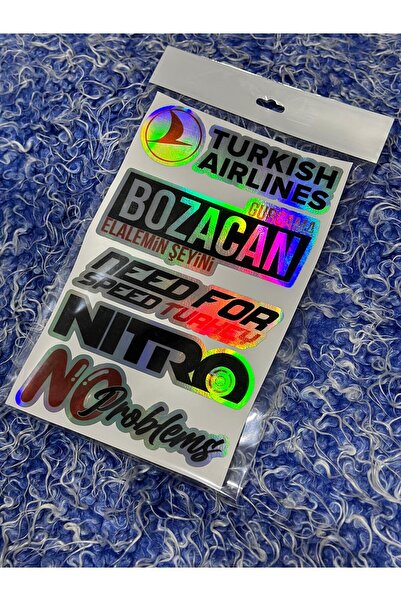 TURKISH
AIRLINES
BOZACAN
ELALEMİN ŞEYİNİ
NEED FOR
SPEED TURKEY
NITRO
NO Problems